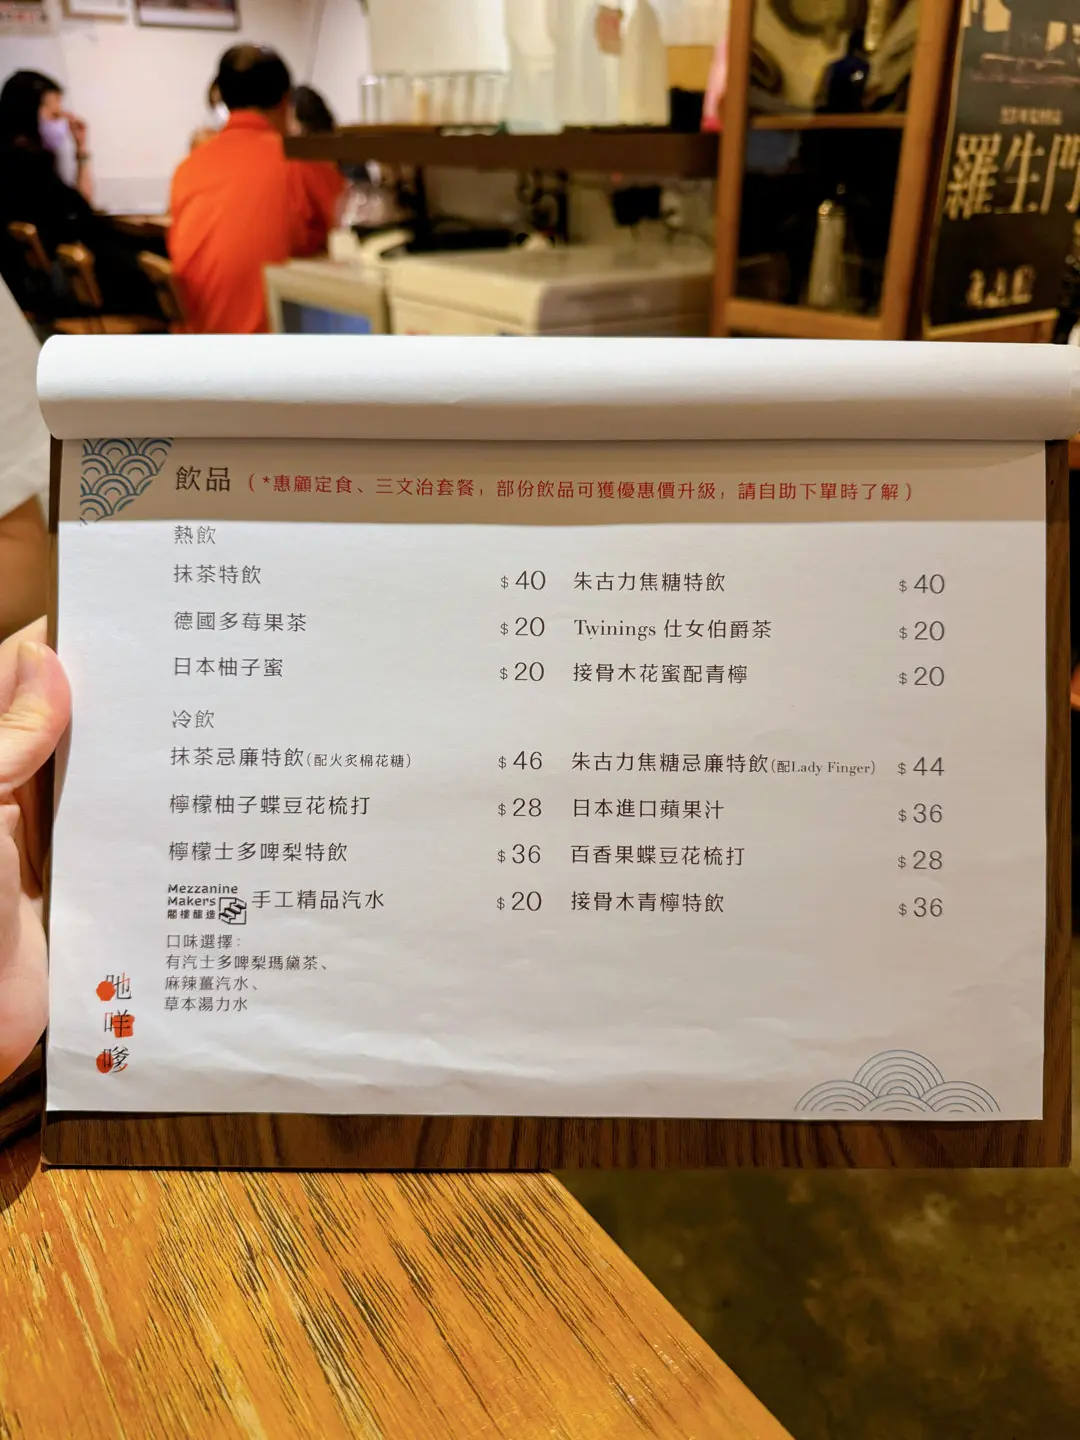 羅生門
飲品 (*惠顧定食、三文治套餐，部份飲品可獲優惠價升級，請自助下單時了解)
熱飲
抹茶特飲 $40 朱古力焦糖特飲 $40
德國多莓果茶 $20 Twinings 仕女伯爵茶 $20
日本柚子蜜 $20 接骨木花蜜配青檸 $20
冷飲
抹茶忌廉特飲(配火炙棉花糖) $46 朱古力焦糖忌廉特飲(配Lady Finger) $44
檸檬柚子蝶豆花梳打 $28 日本進口蘋果汁 $36
檸檬士多啤梨特飲 $36 百香果蝶豆花梳打 $28
Mezzanine
Makers
閣樓釀造
手工精品汽水 $20 接骨木青檸特飲 $36
口味選擇：
有汽士多啤梨瑪黛茶、
麻辣薑汽水、
草本湯力水
吔
咩
嗲